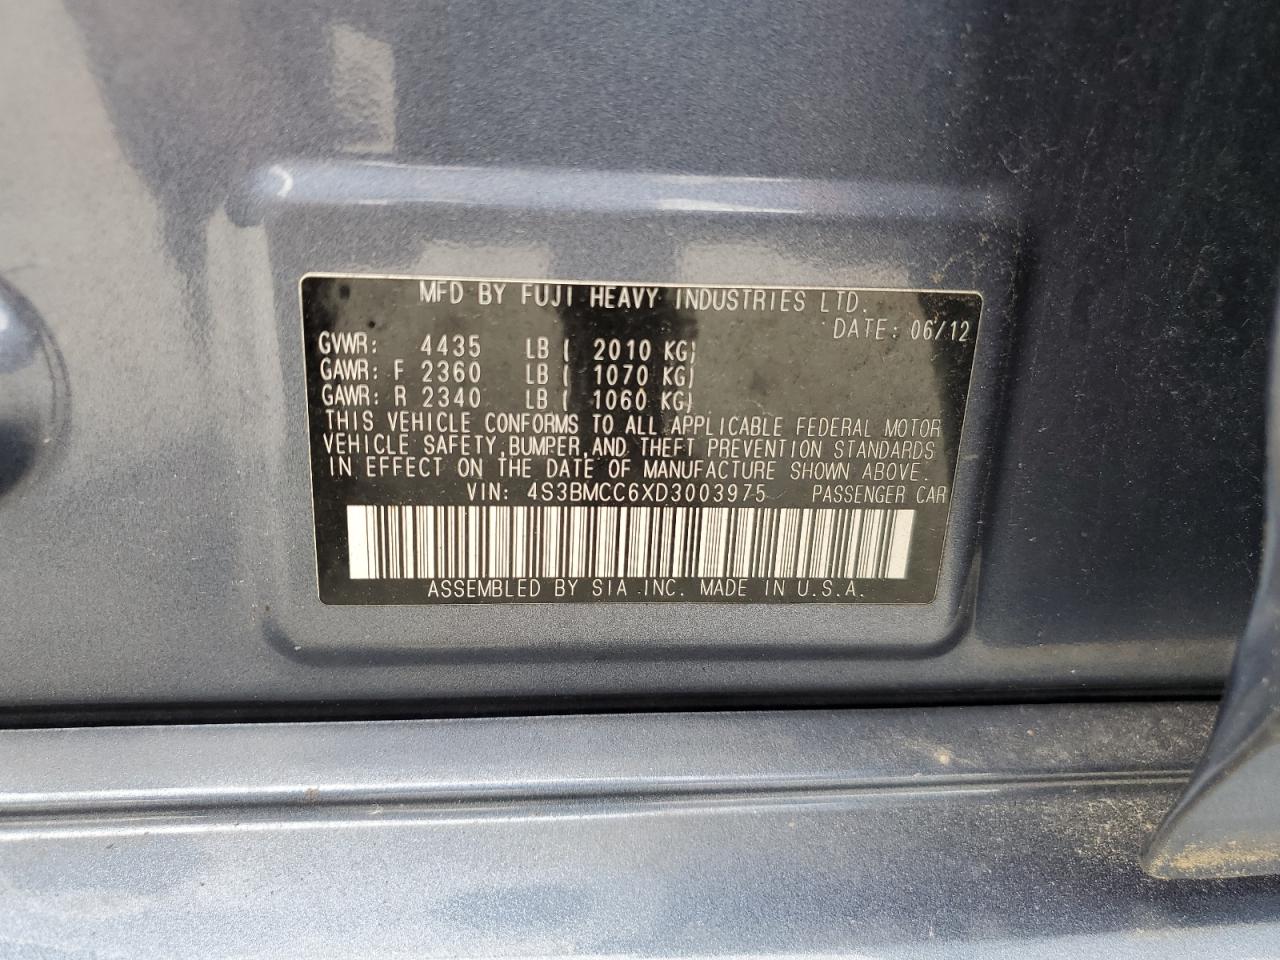 MFD BY FUJI HEAVY INDUSTRIES LTD.
DATE: 06/12
GVWR: 4435 LB ( 2010 KG)
GAWR: F 2360 LB ( 1070 KG)
GAWR: R 2340 LB ( 1060 KG)
THIS VEHICLE CONFORMS TO ALL APPLICABLE FEDERAL MOTOR
VEHICLE SAFETY, BUMPER, AND THEFT PREVENTION STANDARDS
IN EFFECT ON THE DATE OF MANUFACTURE SHOWN ABOVE.
VIN: 4S3BMCC6XD3003975 PASSENGER CAR
ASSEMBLED BY SIA INC. MADE IN U.S.A.